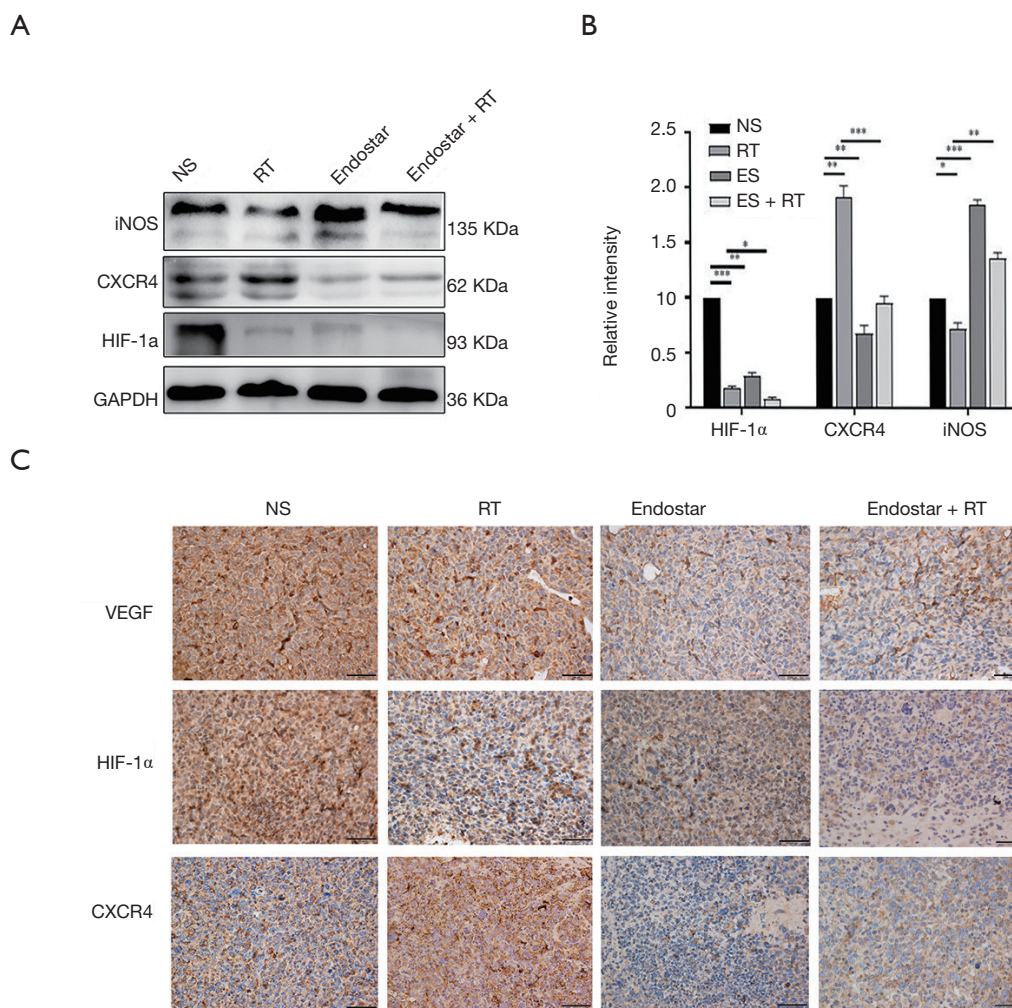 A
NS
RT
Endostar
Endostar + RT
iNOS
135 KDa
CXCR4
62 KDa
HIF-1a
93 KDa
GAPDH
36 KDa
B
NS
RT
ES
ES + RT
Relative intensity
2.5
2.0
1.5
10
0.5
0
***
**
*
**
**
***
*
***
**
HIF-1α
CXCR4
iNOS
C
NS
RT
Endostar
Endostar + RT
VEGF
HIF-1α
CXCR4